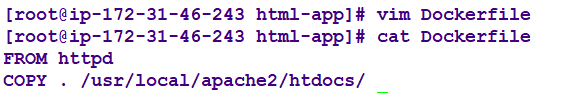 [root@ip-172-31-46-243 html-app]# vim Dockerfile
[root@ip-172-31-46-243 html-app]# cat Dockerfile
FROM httpd
COPY . /usr/local/apache2/htdocs/